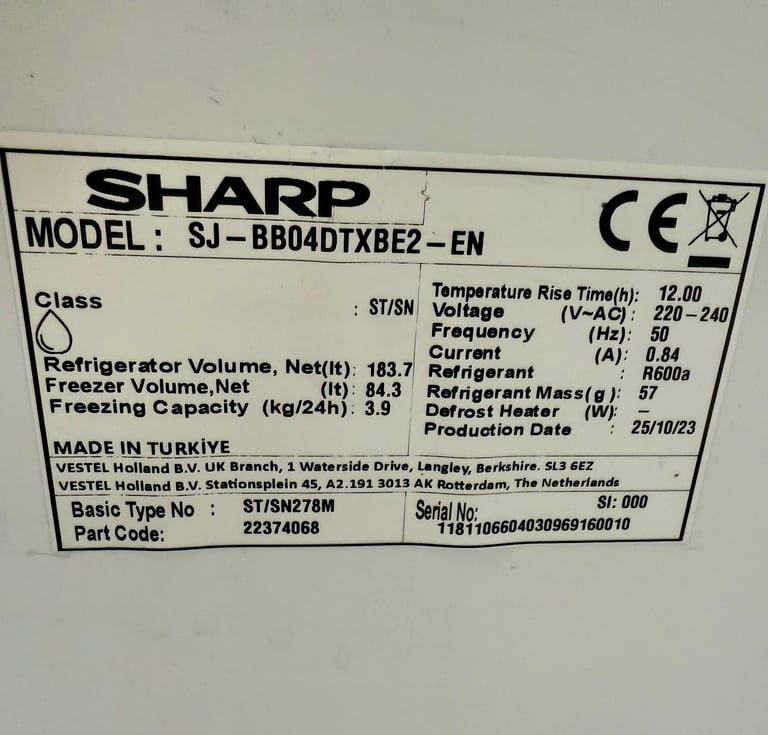 SHARP
MODEL: SJ-BB04DTXBE2-EN
CE
Class : ST/SN
Refrigerator Volume, Net(lt): 183.7
Freezer Volume,Net (lt): 84.3
Freezing Capacity (kg/24h): 3.9
MADE IN TURKİYE
Temperature Rise Time(h): 12.00
Voltage (V~AC): 220-240
Frequency (Hz): 50
Current (A): 0.84
Refrigerant : R600a
Refrigerant Mass(g): 57
Defrost Heater (W): -
Production Date : 25/10/23
VESTEL Holland B.V. UK Branch, 1 Waterside Drive, Langley, Berkshire. SL3 6EZ
VESTEL Holland B.V. Stationsplein 45, A2.191 3013 AK Rotterdam, The Netherlands
Basic Type No : ST/SN278M
Part Code: 22374068
Serial No: SI: 000
1181106604030969160010